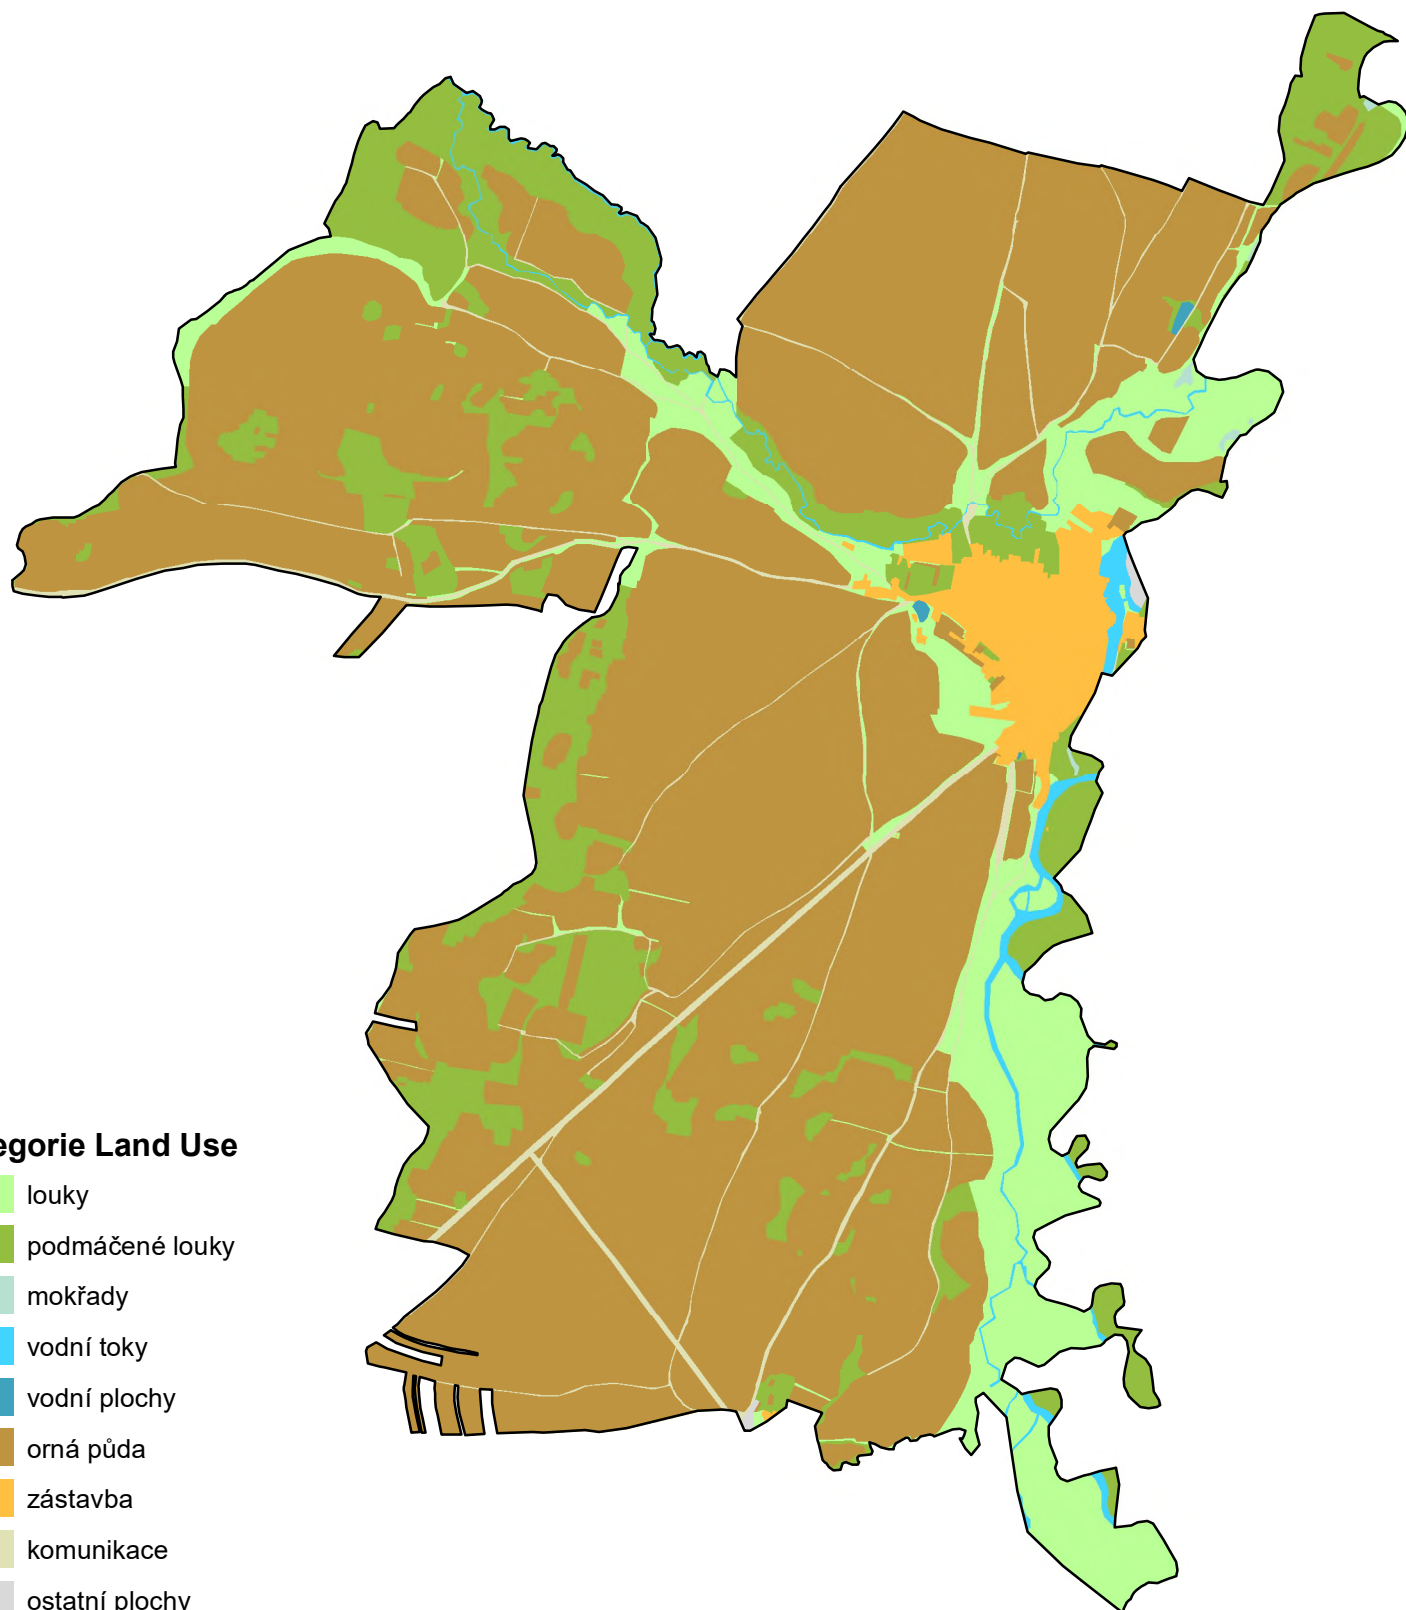 egorie Land Use
louky
podmáčené louky
mokřady
vodní toky
vodní plochy
orná půda
zástavba
komunikace
ostatní plochy